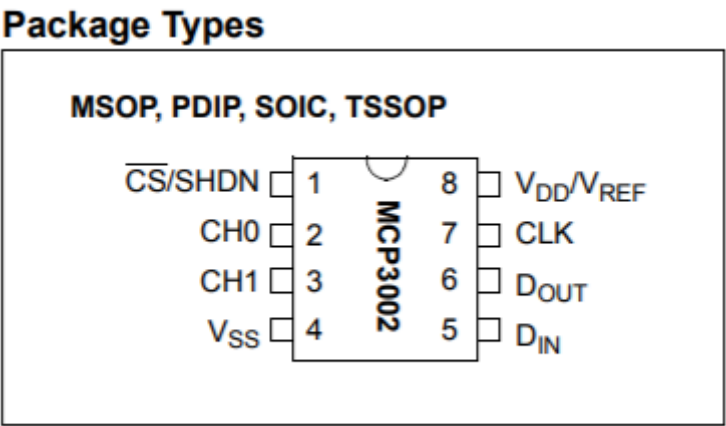 Package Types
MSOP, PDIP, SOIC, TSSOP
C̅S̅/SHDN 1 8 VDD/VREF
CH0 2 7 CLK
CH1 3 6 DOUT
VSS 4 5 DIN
MCP3002